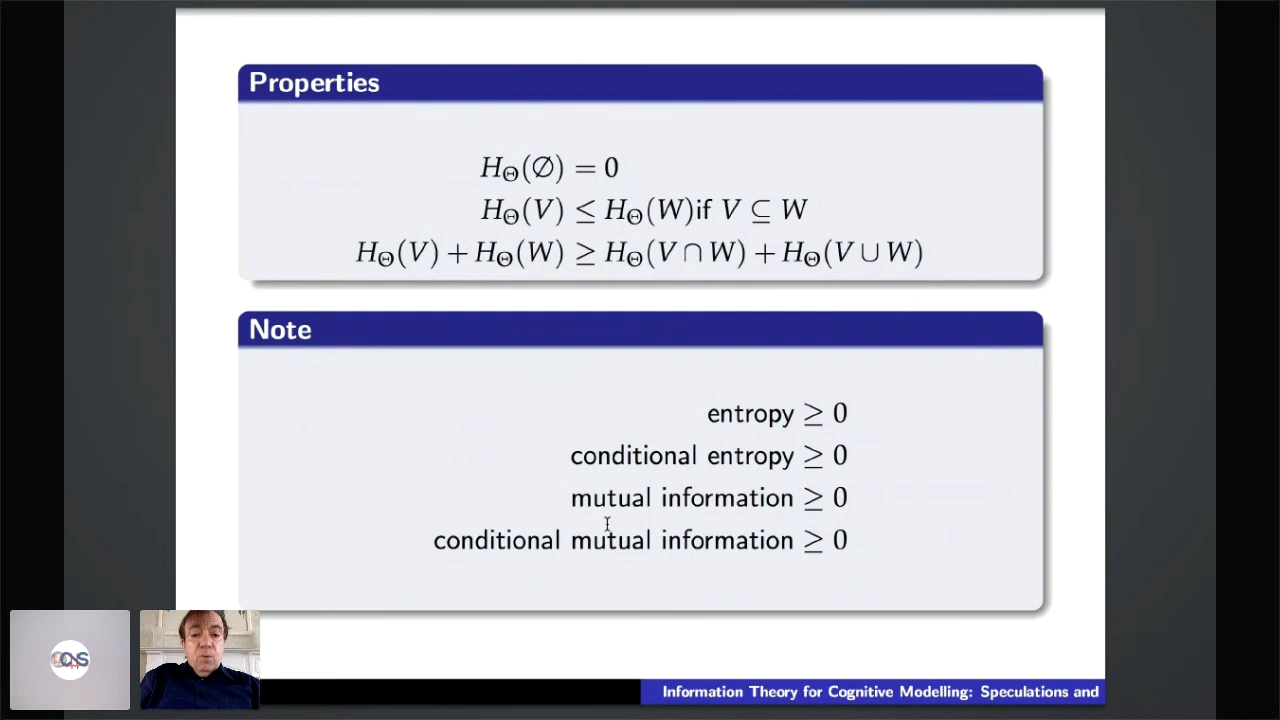 Properties
H_Θ(∅) = 0
H_Θ(V) ≤ H_Θ(W)if V ⊆ W
H_Θ(V) + H_Θ(W) ≥ H_Θ(V ∩ W) + H_Θ(V ∪ W)
Note
entropy ≥ 0
conditional entropy ≥ 0
mutual information ≥ 0
conditional mutual information ≥ 0
Information Theory for Cognitive Modelling: Speculations and